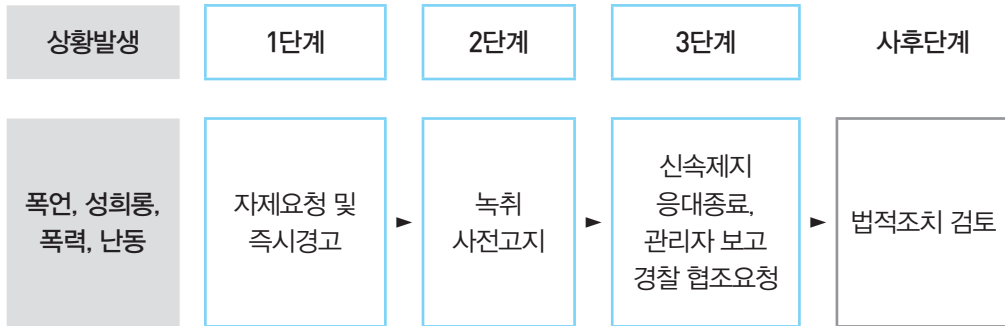 상황발생
1단계
2단계
3단계
사후단계
폭언, 성희롱,
폭력, 난동
자제요청 및
즉시경고
►
녹취
사전고지
►
신속제지
응대종료,
관리자 보고
경찰 협조요청
►
법적조치 검토